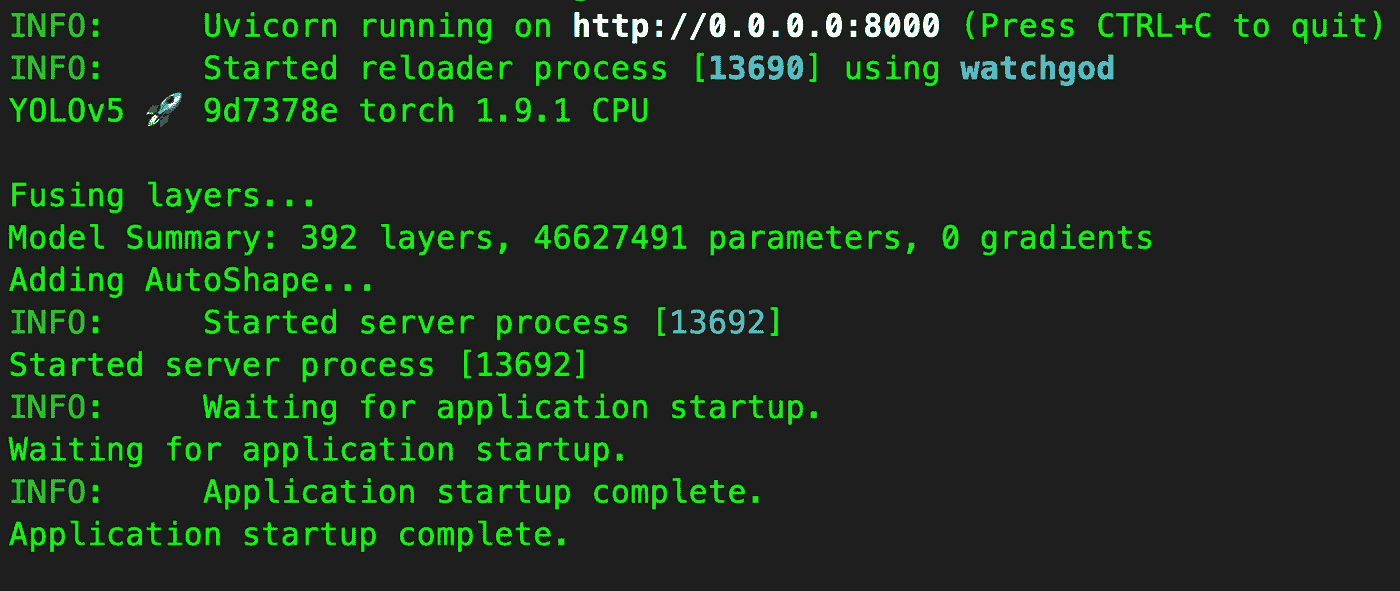 INFO:     Uvicorn running on http://0.0.0.0:8000 (Press CTRL+C to quit)
INFO:     Started reloader process [13690] using watchgod
YOLOv5 🚀 9d7378e torch 1.9.1 CPU
Fusing layers...
Model Summary: 392 layers, 46627491 parameters, 0 gradients
Adding AutoShape...
INFO:     Started server process [13692]
Started server process [13692]
INFO:     Waiting for application startup.
Waiting for application startup.
INFO:     Application startup complete.
Application startup complete.